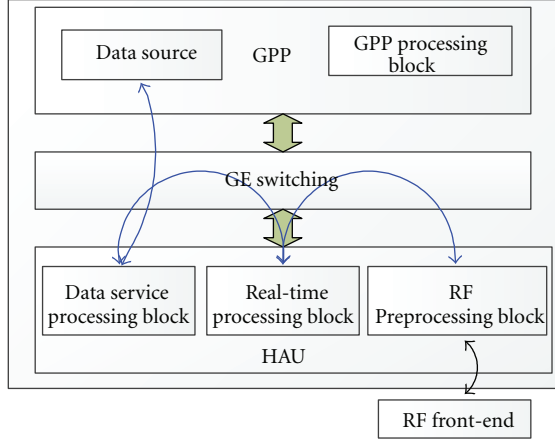 Data source
GPP
GPP processing
block
GE switching
Data service
processing block
Real-time
processing block
RF
Preprocessing block
HAU
RF front-end